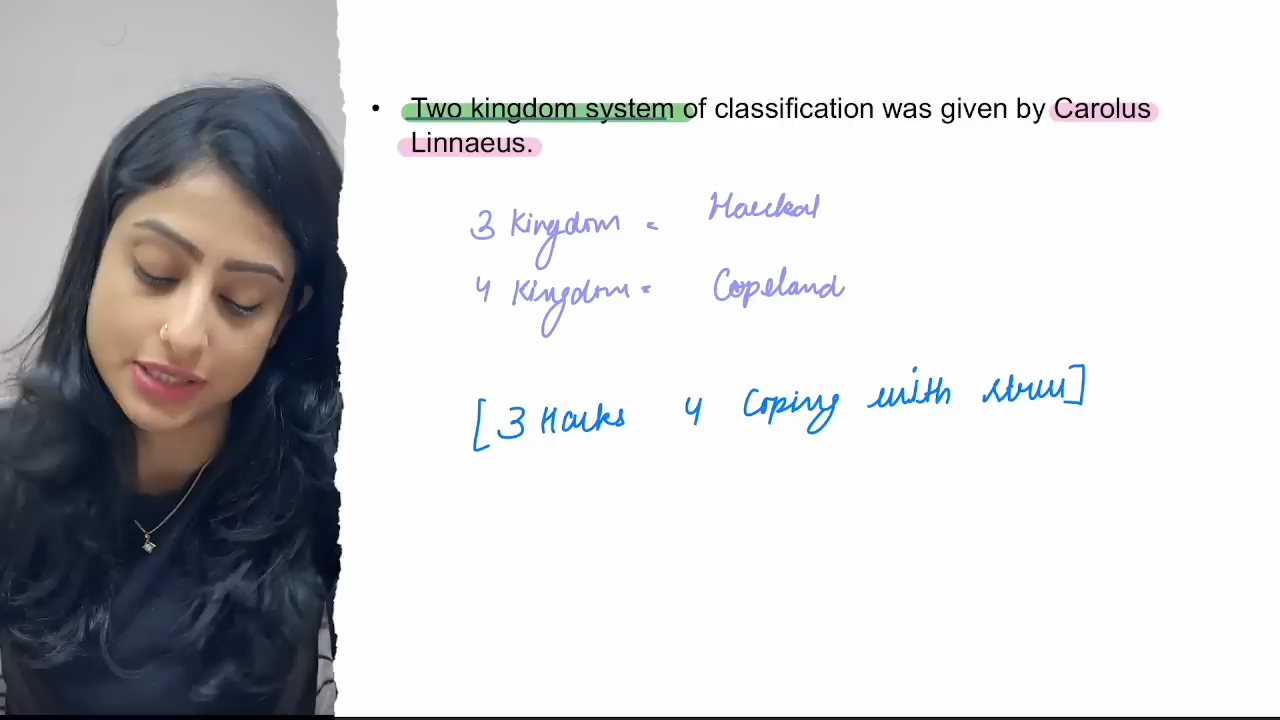 • Two kingdom system of classification was given by Carolus
Linnaeus.
3 Kingdom = Haeckal
4 Kingdom = Copeland
[3 Hacks 4 Coping with stress]